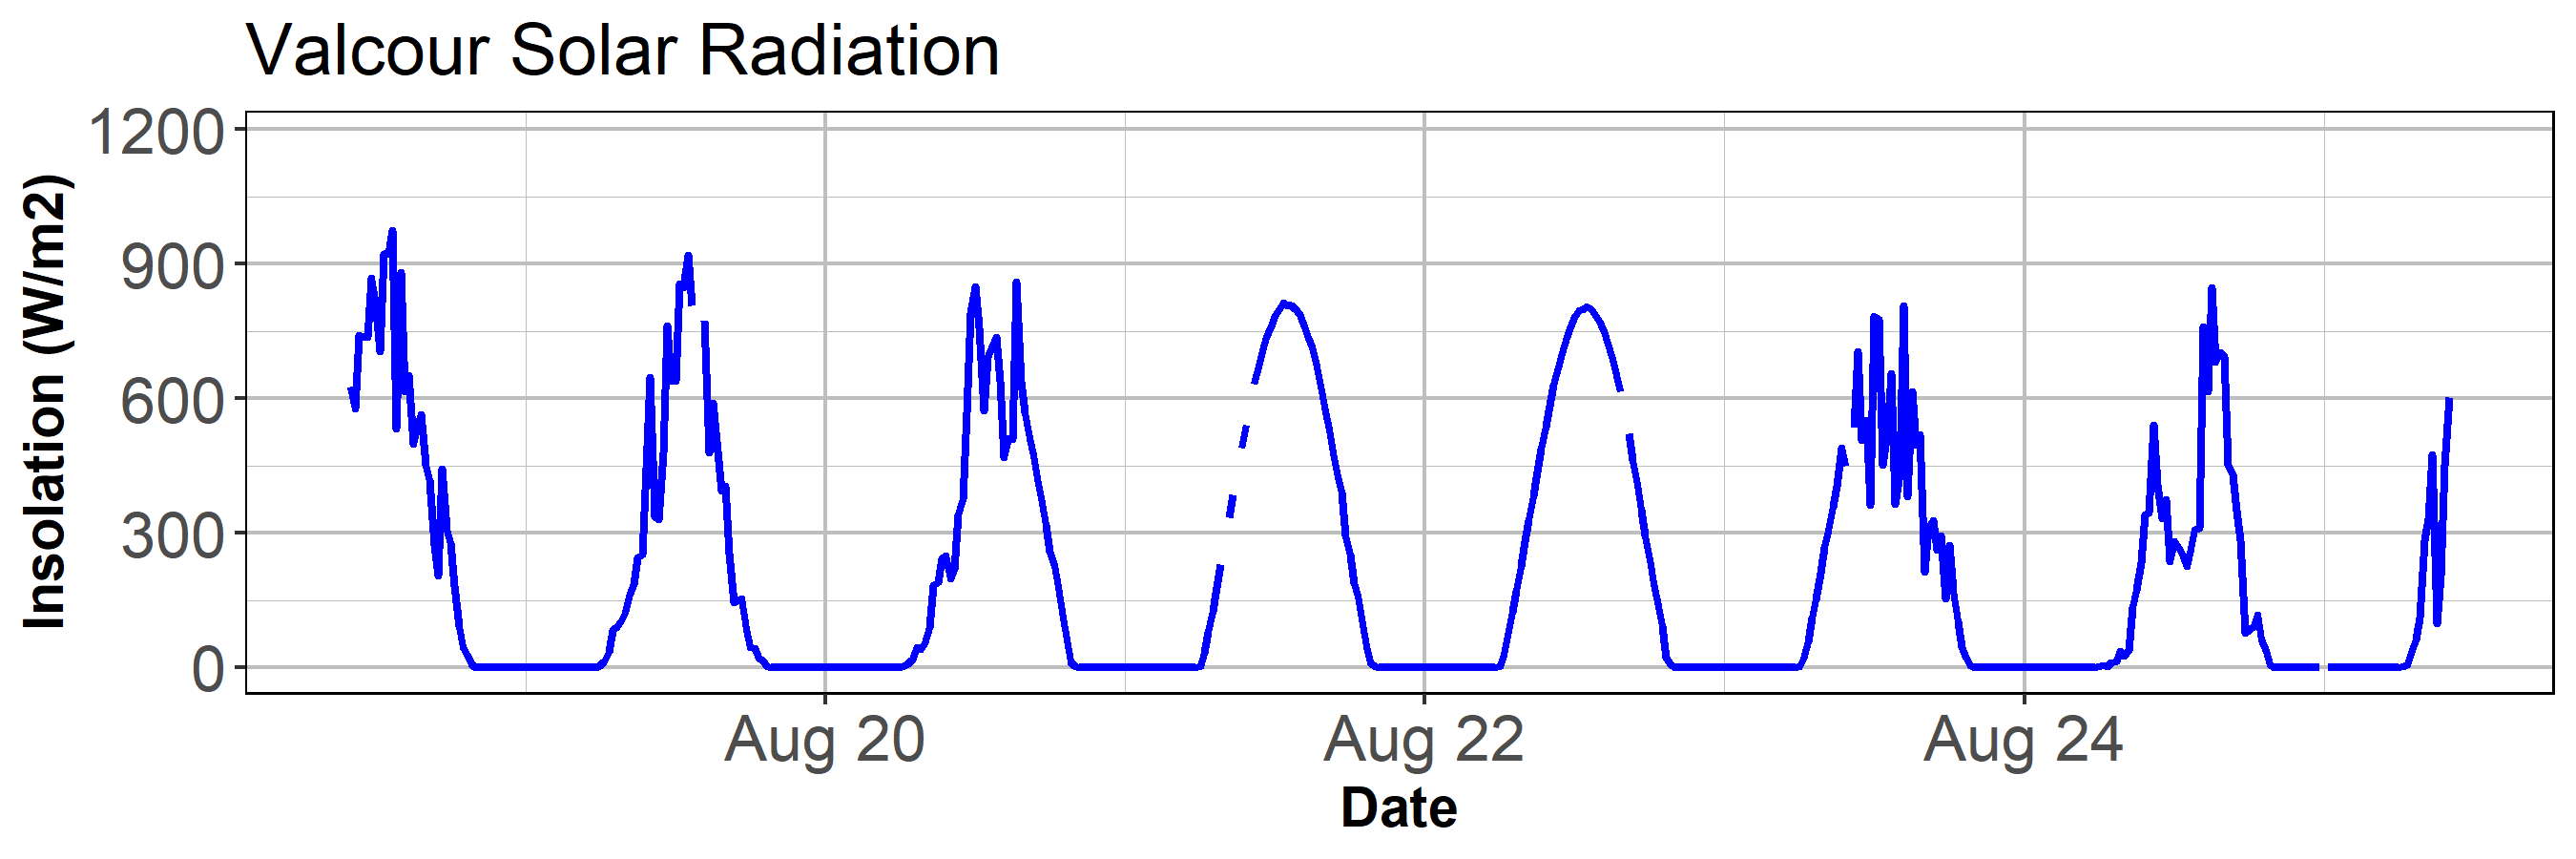 Valcour Solar Radiation
Insolation (W/m2)
1200
900
600
300
0
Aug 20
Aug 22
Aug 24
Date